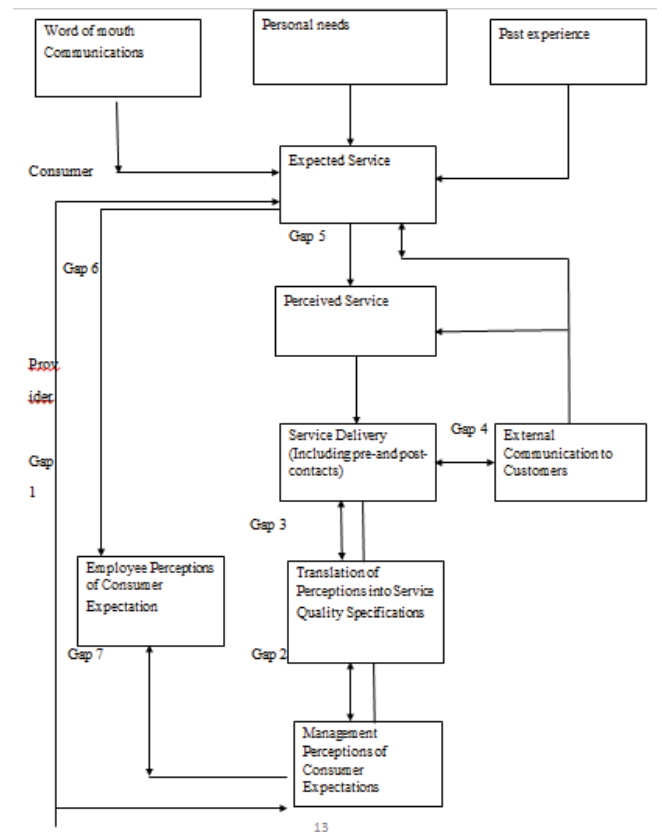 Word of mouth
Communications
Personal needs
Past experience
Consumer
Expected Service
Gap 5
Gap 6
Perceived Service
Prov
ider
Gap
1
Service Delivery
(Including pre-and post-
contacts)
Gap 4
External
Communication to
Customers
Gap 3
Employee Perceptions
of Consumer
Expectation
Translation of
Perceptions into Service
Quality Specifications
Gap 7
Gap 2
Management
Perceptions of
Consumer
Expectations
13